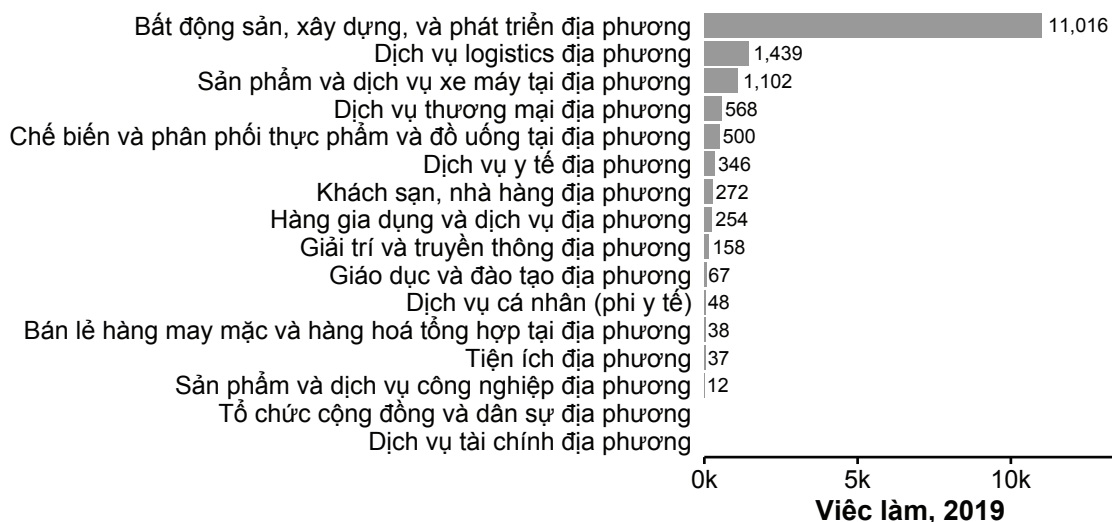 Bất động sản, xây dựng, và phát triển địa phương 11,016
Dịch vụ logistics địa phương 1,439
Sản phẩm và dịch vụ xe máy tại địa phương 1,102
Dịch vụ thương mại địa phương 568
Chế biến và phân phối thực phẩm và đồ uống tại địa phương 500
Dịch vụ y tế địa phương 346
Khách sạn, nhà hàng địa phương 272
Hàng gia dụng và dịch vụ địa phương 254
Giải trí và truyền thông địa phương 158
Giáo dục và đào tạo địa phương 67
Dịch vụ cá nhân (phi y tế) 48
Bán lẻ hàng may mặc và hàng hoá tổng hợp tại địa phương 38
Tiện ích địa phương 37
Sản phẩm và dịch vụ công nghiệp địa phương 12
Tổ chức cộng đồng và dân sự địa phương
Dịch vụ tài chính địa phương
0k 5k 10k
Việc làm, 2019